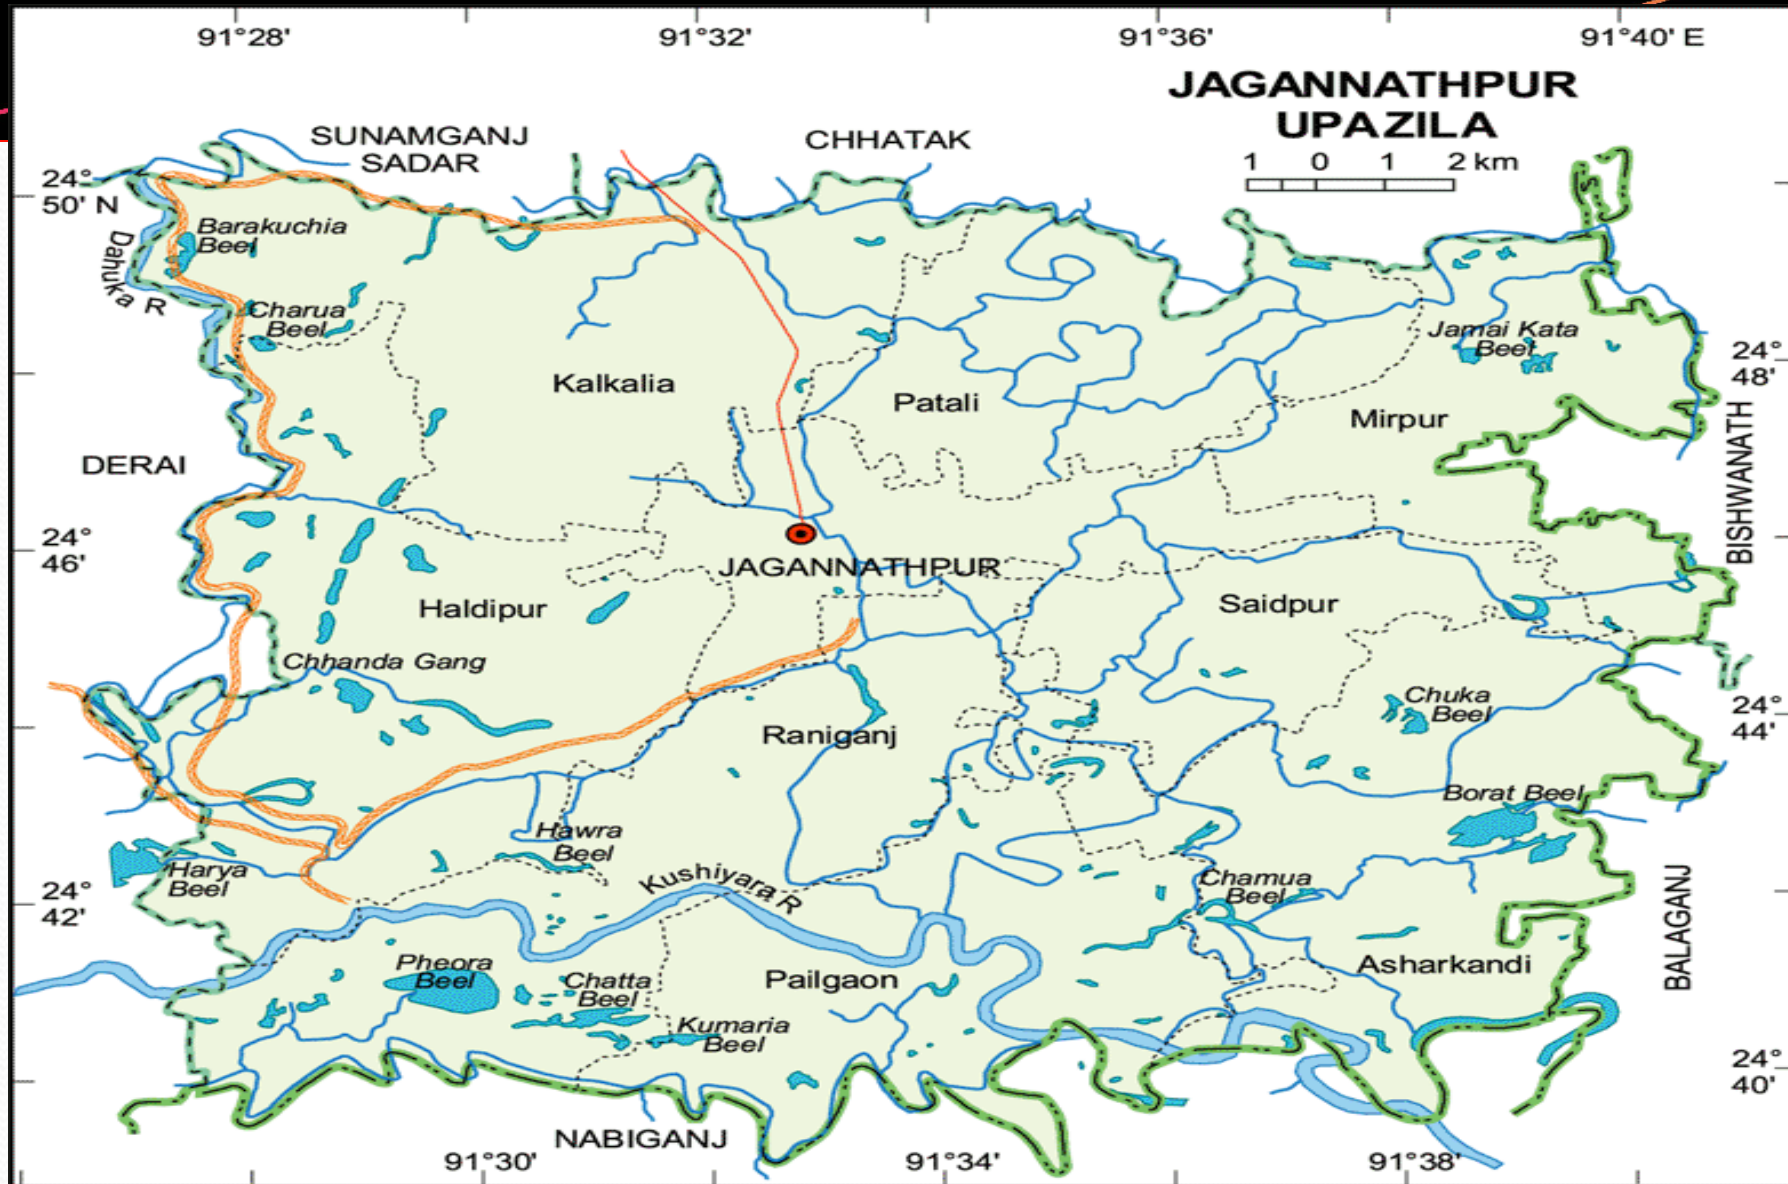 91°28'
91°32'
91°36'
91°40' E
JAGANNATHPUR
UPAZILA
1 0 1 2 km
SUNAMGANJ
SADAR
CHHATAK
24°
50' N
Barakuchia
Beel
Dahuka R
Charua
Beel
Jamai Kata
Beel
24°
48'
Kalkalia
Patali
Mirpur
DERAI
BISHWANATH
24°
46'
JAGANNATHPUR
Haldipur
Saidpur
Chhanda Gang
Chuka
Beel
24°
44'
Raniganj
Borat Beel
Hawra
Beel
Harya
Beel
Kushiyara R
24°
42'
Chamua
Beel
BALAGANJ
Pheora
Beel
Chatta
Beel
Pailgaon
Asharkandi
Kumaria
Beel
24°
40'
NABIGANJ
91°30'
91°34'
91°38'